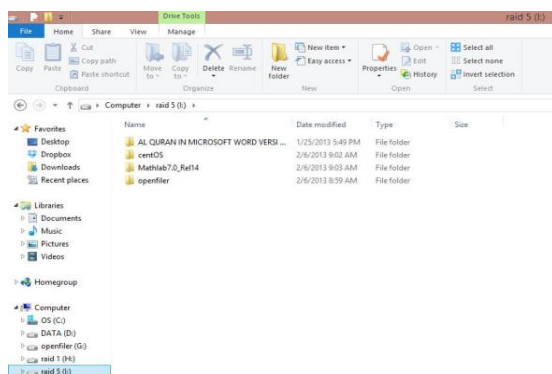 Drive Tools
raid 5 (I:)
File Home Share View Manage
Copy Paste Cut Copy path Paste shortcut Move to Copy to Delete Rename New folder New item Easy access Properties Open Edit History Select all Select none Invert selection
Clipboard Organize New Open Select
Computer raid 5 (I:)
Name Date modified Type Size
Favorites
Desktop
Dropbox
Downloads
Recent places
Libraries
Documents
Music
Pictures
Videos
Homegroup
Computer
OS (C:)
DATA (D:)
openfiler (G:)
raid 1 (H:)
raid 5 (I:)
AL QURAN IN MICROSOFT WORD VERSI ... 1/25/2013 5:49 PM File folder
centOS 2/6/2013 9:02 AM File folder
Mathlab7.0_Rel14 2/6/2013 9:03 AM File folder
openfiler 2/6/2013 8:59 AM File folder